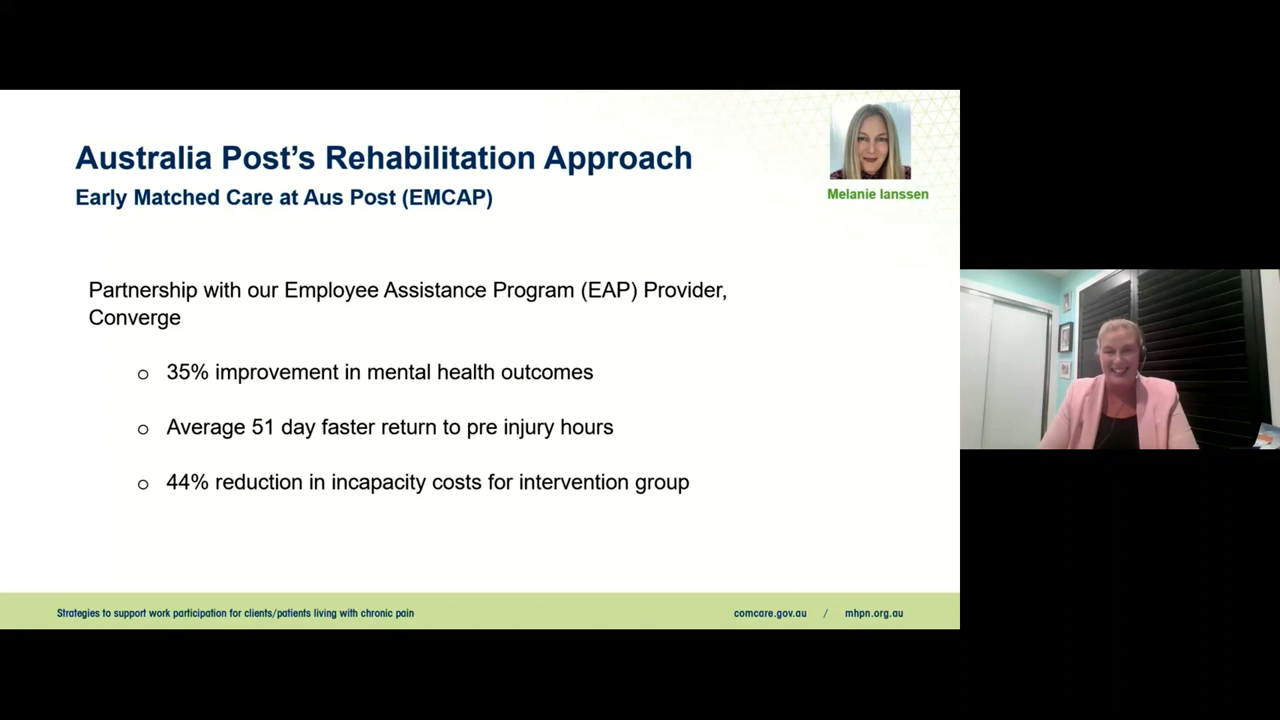 Australia Post's Rehabilitation Approach
Early Matched Care at Aus Post (EMCAP)
Melanie Ianssen
Partnership with our Employee Assistance Program (EAP) Provider,
Converge
o 35% improvement in mental health outcomes
o Average 51 day faster return to pre injury hours
o 44% reduction in incapacity costs for intervention group
Strategies to support work participation for clients/patients living with chronic pain
comcare.gov.au / mhpn.org.au